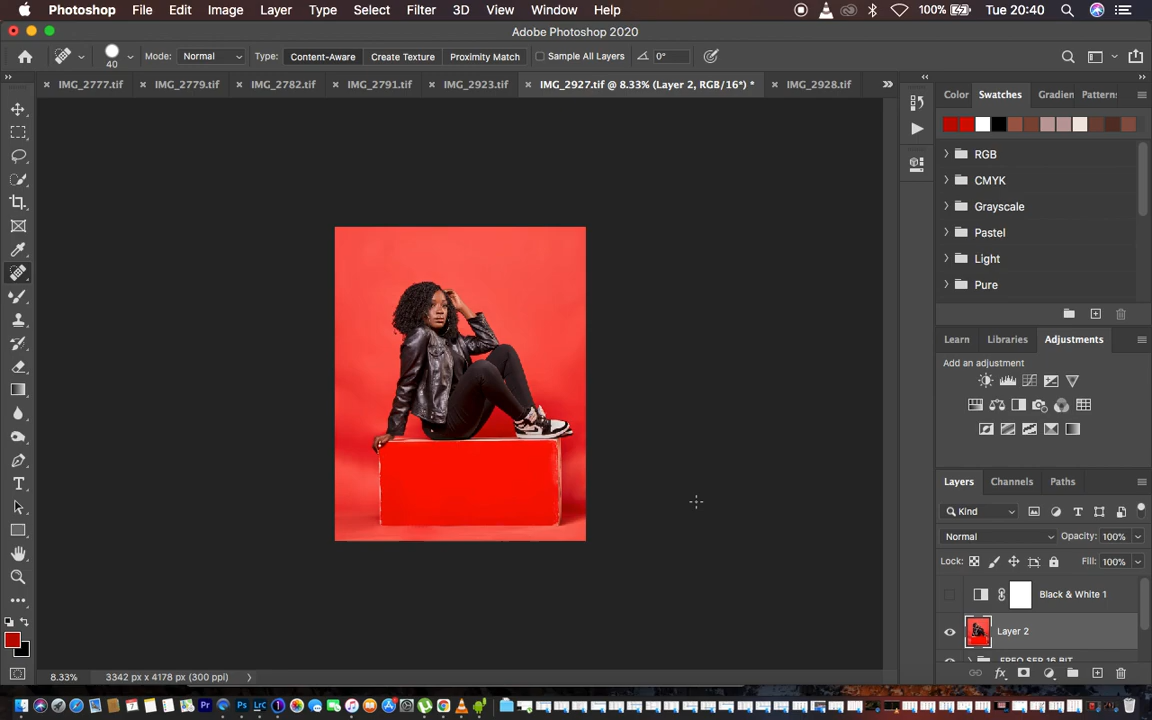 Photoshop File Edit Image Layer Type Select Filter 3D View Window Help 100% Tue 20:40
Adobe Photoshop 2020
40 Mode: Normal Type: Content-Aware Create Texture Proximity Match Sample All Layers 0°
IMG_2777.tif IMG_2779.tif IMG_2782.tif IMG_2791.tif IMG_2923.tif IMG_2927.tif @ 8.33% (Layer 2, RGB/16*) * IMG_2928.tif
Color Swatches Gradien Pattern
RGB
CMYK
Grayscale
Pastel
Light
Pure
Learn Libraries Adjustments
Add an adjustment
Layers Channels Paths
Kind
Normal Opacity: 100%
Lock: Fill: 100%
Black & White 1
Layer 2
FREQ SEP 16 BIT
8.33% 3342 px x 4178 px (300 ppi)